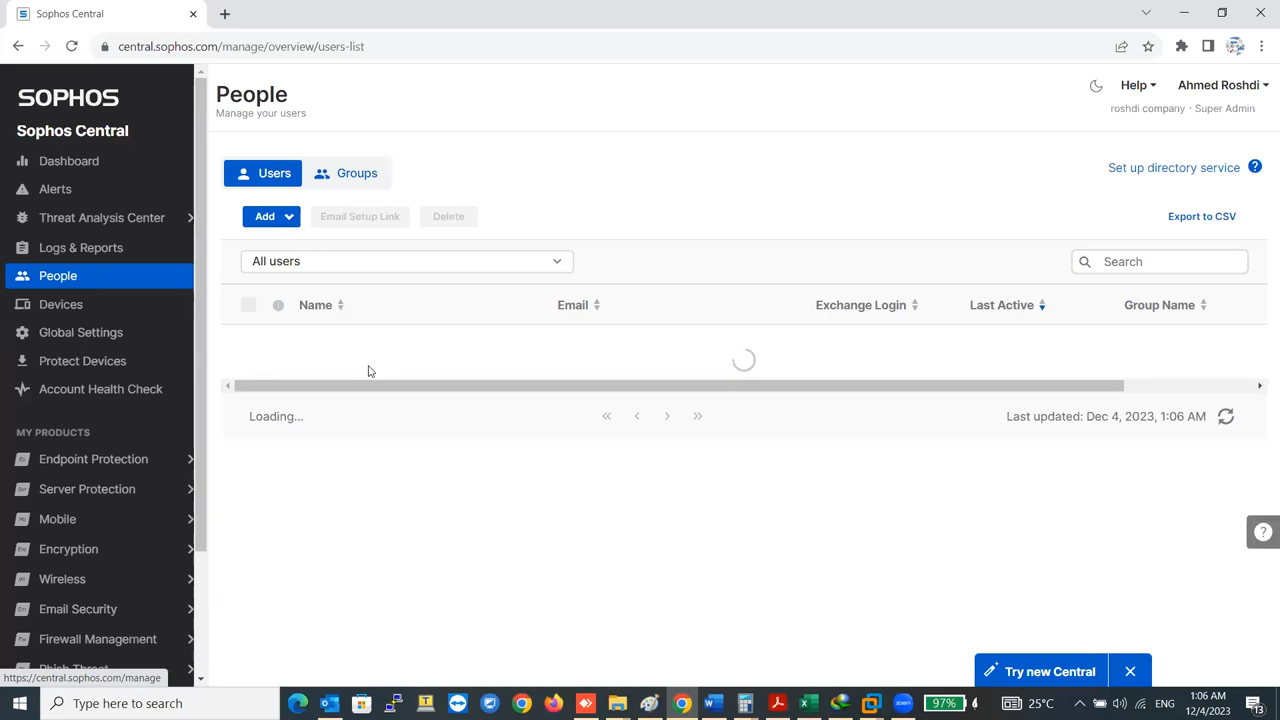 Sophos Central
central.sophos.com/manage/overview/users-list
SOPHOS
Sophos Central
Dashboard
Alerts
Threat Analysis Center
Logs & Reports
People
Devices
Global Settings
Protect Devices
Account Health Check
MY PRODUCTS
Endpoint Protection
Server Protection
Mobile
Encryption
Wireless
Email Security
Firewall Management
Phish Threat
https://central.sophos.com/manage
People
Manage your users
Help
Ahmed Roshdi
roshdi company · Super Admin
Users
Groups
Set up directory service
Add
Email Setup Link
Delete
Export to CSV
All users
Search
Name
Email
Exchange Login
Last Active
Group Name
Loading...
Last updated: Dec 4, 2023, 1:06 AM
Try new Central
Type here to search
97%
25°C
ENG
1:06 AM
12/4/2023